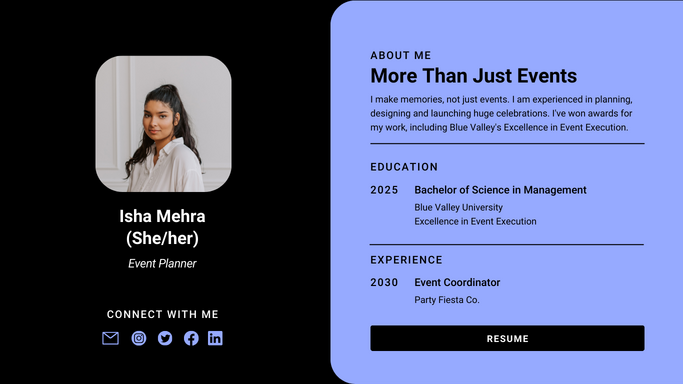 Isha Mehra
(She/her)
Event Planner
CONNECT WITH ME
ABOUT ME
More Than Just Events
I make memories, not just events. I am experienced in planning,
designing and launching huge celebrations. I've won awards for
my work, including Blue Valley's Excellence in Event Execution.
EDUCATION
2025 Bachelor of Science in Management
Blue Valley University
Excellence in Event Execution
EXPERIENCE
2030 Event Coordinator
Party Fiesta Co.
RESUME